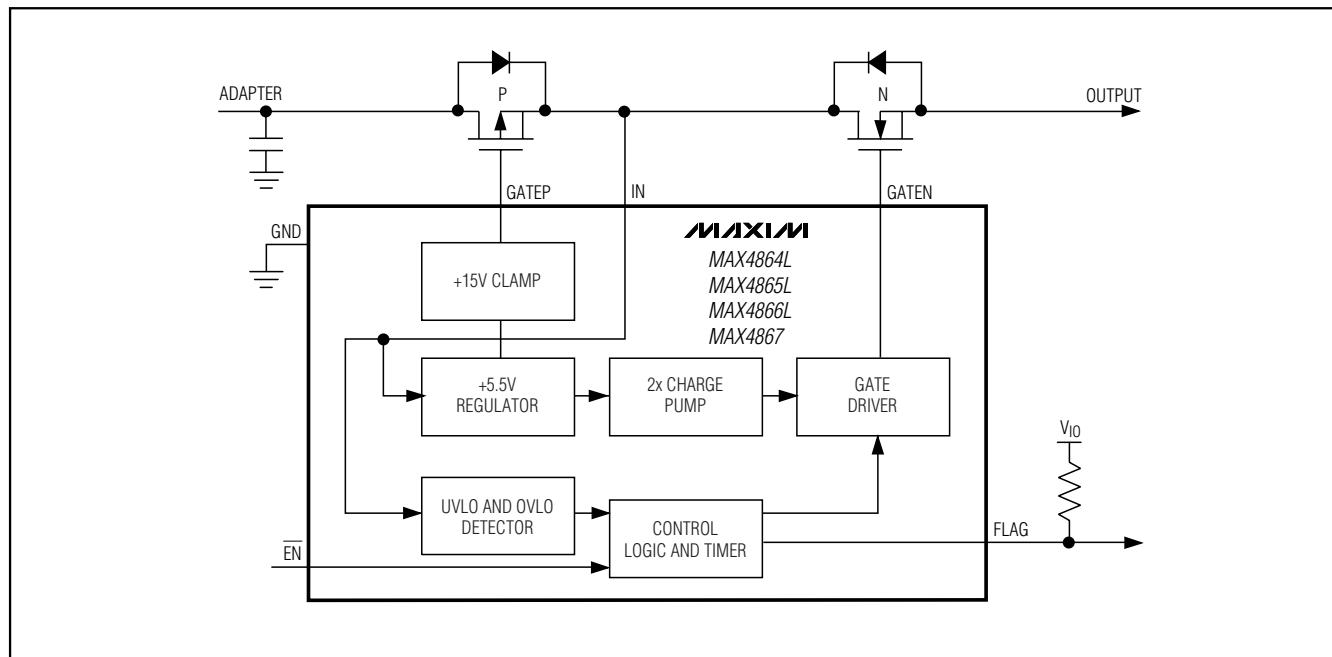 ADAPTER
P
N
OUTPUT
GATEP
IN
GATEN
GND
MAXIM
MAX4864L
MAX4865L
MAX4866L
MAX4867
+15V CLAMP
+5.5V
REGULATOR
2x CHARGE
PUMP
GATE
DRIVER
VIO
UVLO AND OVLO
DETECTOR
CONTROL
LOGIC AND TIMER
FLAG
EN